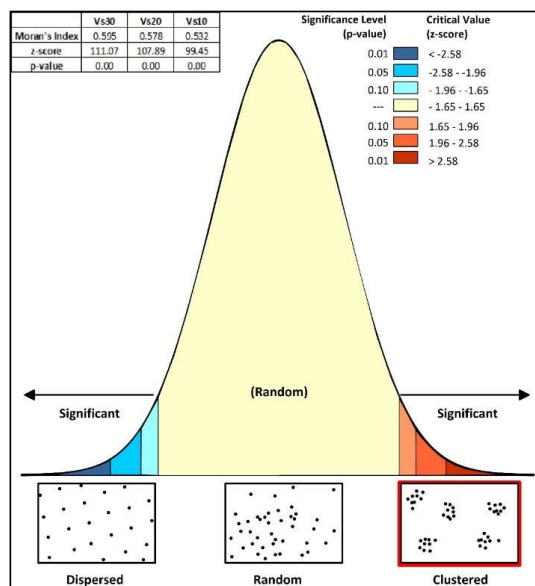 Vs30 Vs20 Vs10
Moran's Index 0.595 0.578 0.532
z-score 111.07 107.89 99.45
p-value 0.00 0.00 0.00
Significance Level
(p-value)
Critical Value
(z-score)
0.01 < -2.58
0.05 -2.58 - -1.96
0.10 - 1.96 - -1.65
--- - 1.65 - 1.65
0.10 1.65 - 1.96
0.05 1.96 - 2.58
0.01 > 2.58
Significant
(Random)
Significant
Dispersed
Random
Clustered